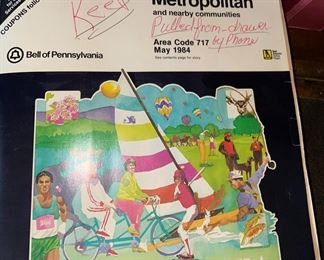 COUPONS follo
Keep
Metropolitan
and nearby communities
Pulled from drawer
by Phone
Area Code 717
May 1984
See contents page for story.
Bell of Pennsylvania